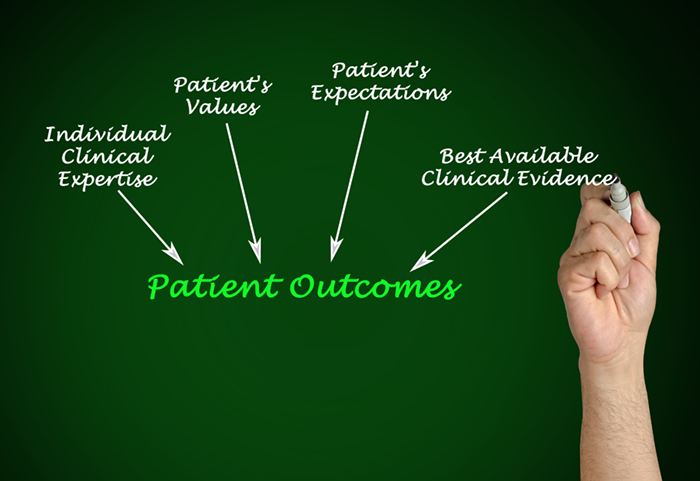 Individual
Clinical
Expertise
Patient's
Values
Patient's
Expectations
Best Available
Clinical Evidence
Patient Outcomes